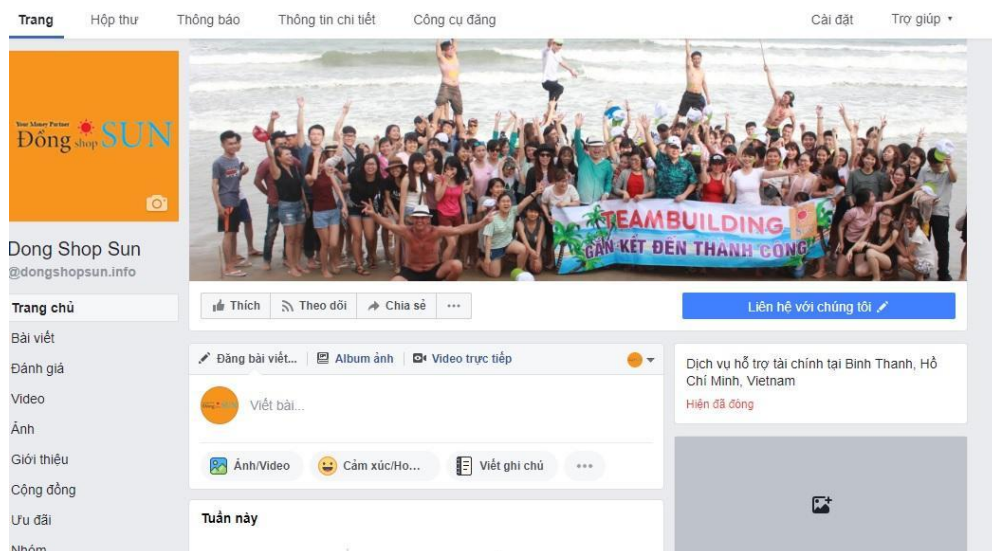 Trang Hộp thư Thông báo Thông tin chi tiết Công cụ đăng Cài đặt Trợ giúp
Your Money Partner
Đồng shop SUN
TEAMBUILDING
GẮN KẾT ĐẾN THÀNH CÔNG
Dong Shop Sun
@dongshopsun.info
Trang chủ
Bài viết
Đánh giá
Video
Ảnh
Giới thiệu
Cộng đồng
Ưu đãi
Nhóm
Thích Theo dõi Chia sẻ ...
Liên hệ với chúng tôi
Đăng bài viết... Album ảnh Video trực tiếp
Viết bài...
Ảnh/Video Cảm xúc/Ho... Viết ghi chú ...
Tuần này
Dịch vụ hỗ trợ tài chính tại Binh Thanh, Hồ
Chí Minh, Vietnam
Hiện đã đóng